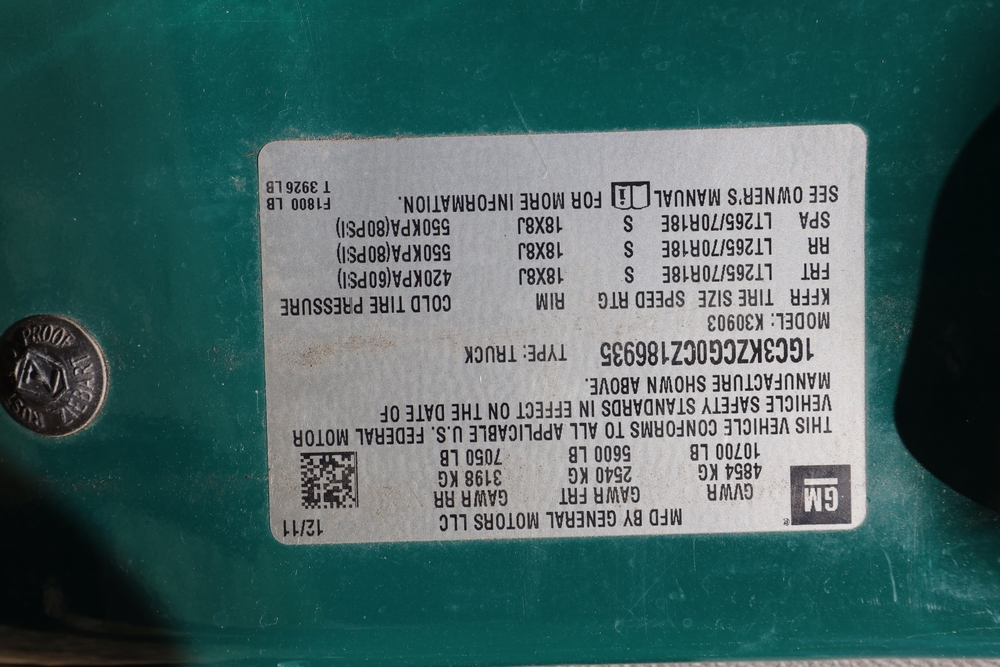 MFD BY GENERAL MOTORS LLC 12/11
GM
GVWR GAWR FRT GAWR RR
4854 KG 2540 KG 3198 KG
10700 LB 5600 LB 7050 LB
THIS VEHICLE CONFORMS TO ALL APPLICABLE U.S. FEDERAL MOTOR
VEHICLE SAFETY STANDARDS IN EFFECT ON THE DATE OF
MANUFACTURE SHOWN ABOVE.
1GC3KZCG0CZ186935 TYPE: TRUCK
MODEL: K30903
KFFR TIRE SIZE SPEED RTG RIM COLD TIRE PRESSURE
FRT LT265/70R18E S 18X8J 420KPA(60PSI)
RR LT265/70R18E S 18X8J 550KPA(80PSI)
SPA LT265/70R18E S 18X8J 550KPA(80PSI)
SEE OWNER'S MANUAL FOR MORE INFORMATION.
F1800 LB
T 3926 LB
ZIEBART
RUST
PROOF